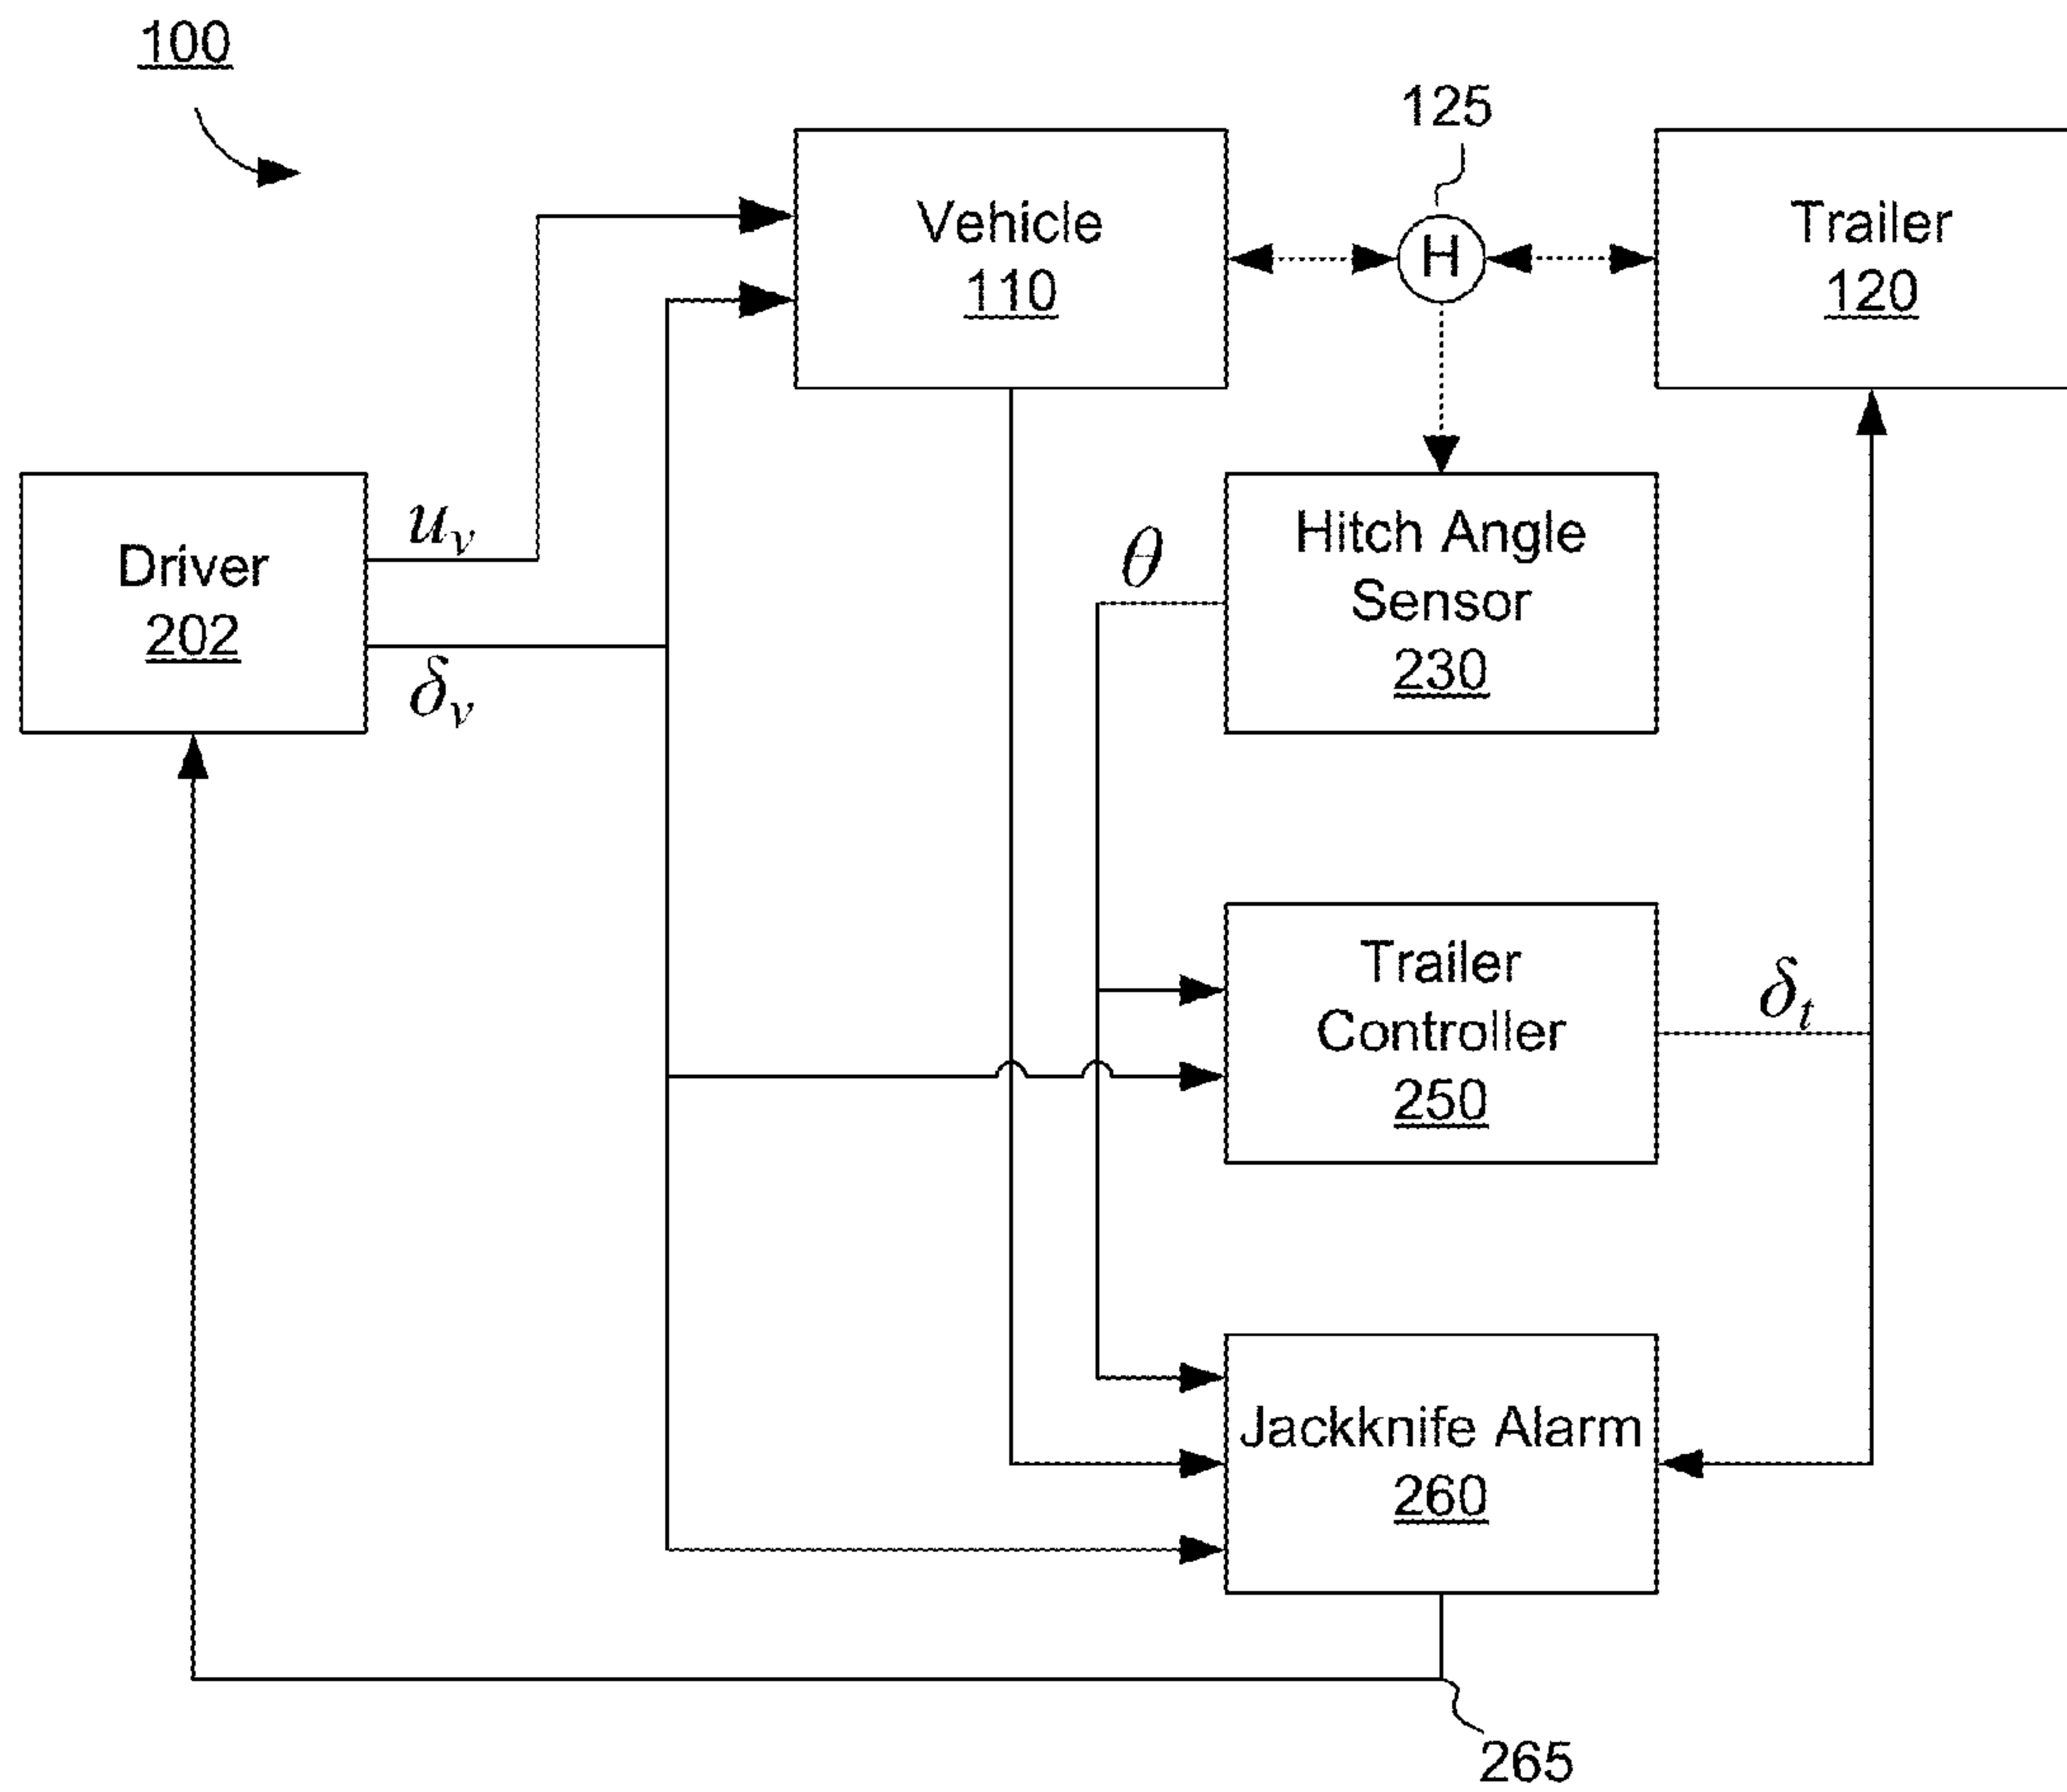 100
125
Vehicle
110
H
Trailer
120
Driver
202
u_v
δ_v
θ
Hitch Angle
Sensor
230
Trailer
Controller
250
δ_t
Jackknife Alarm
260
265